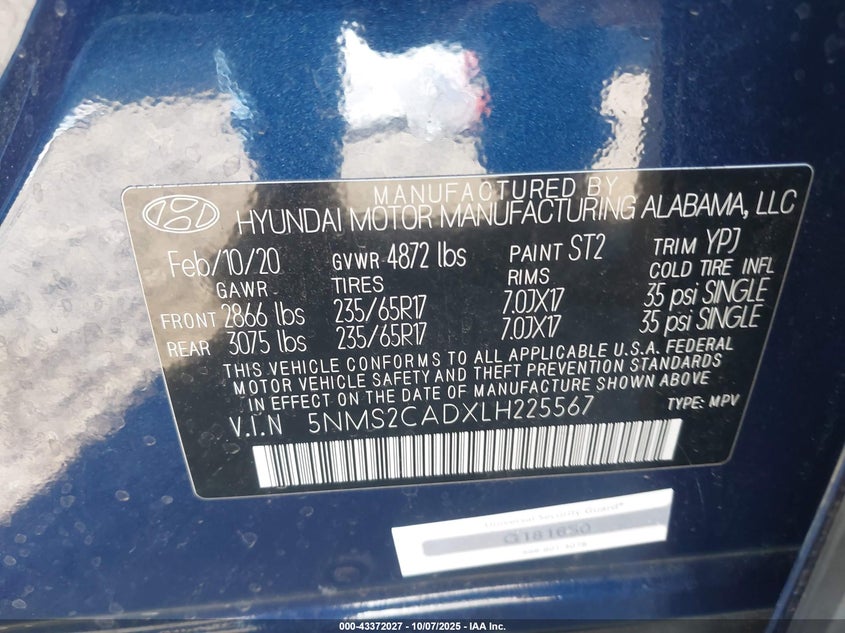 MANUFACTURED BY
HYUNDAI MOTOR MANUFACTURING ALABAMA, LLC
Feb/10/20 GVWR 4872 lbs PAINT ST2 TRIM YPJ
GAWR TIRES RIMS COLD TIRE INFL
FRONT 2866 lbs 235/65R17 7.0JX17 35 psi SINGLE
REAR 3075 lbs 235/65R17 7.0JX17 35 psi SINGLE
THIS VEHICLE CONFORMS TO ALL APPLICABLE U.S.A. FEDERAL
MOTOR VEHICLE SAFETY AND THEFT PREVENTION STANDARDS
IN EFFECT ON THE DATE OF MANUFACTURE SHOWN ABOVE
V.I.N 5NMS2CADXLH225567 TYPE: MPV
Universal Security Guard®
000-43372027 - 10/07/2025 - IAA Inc.